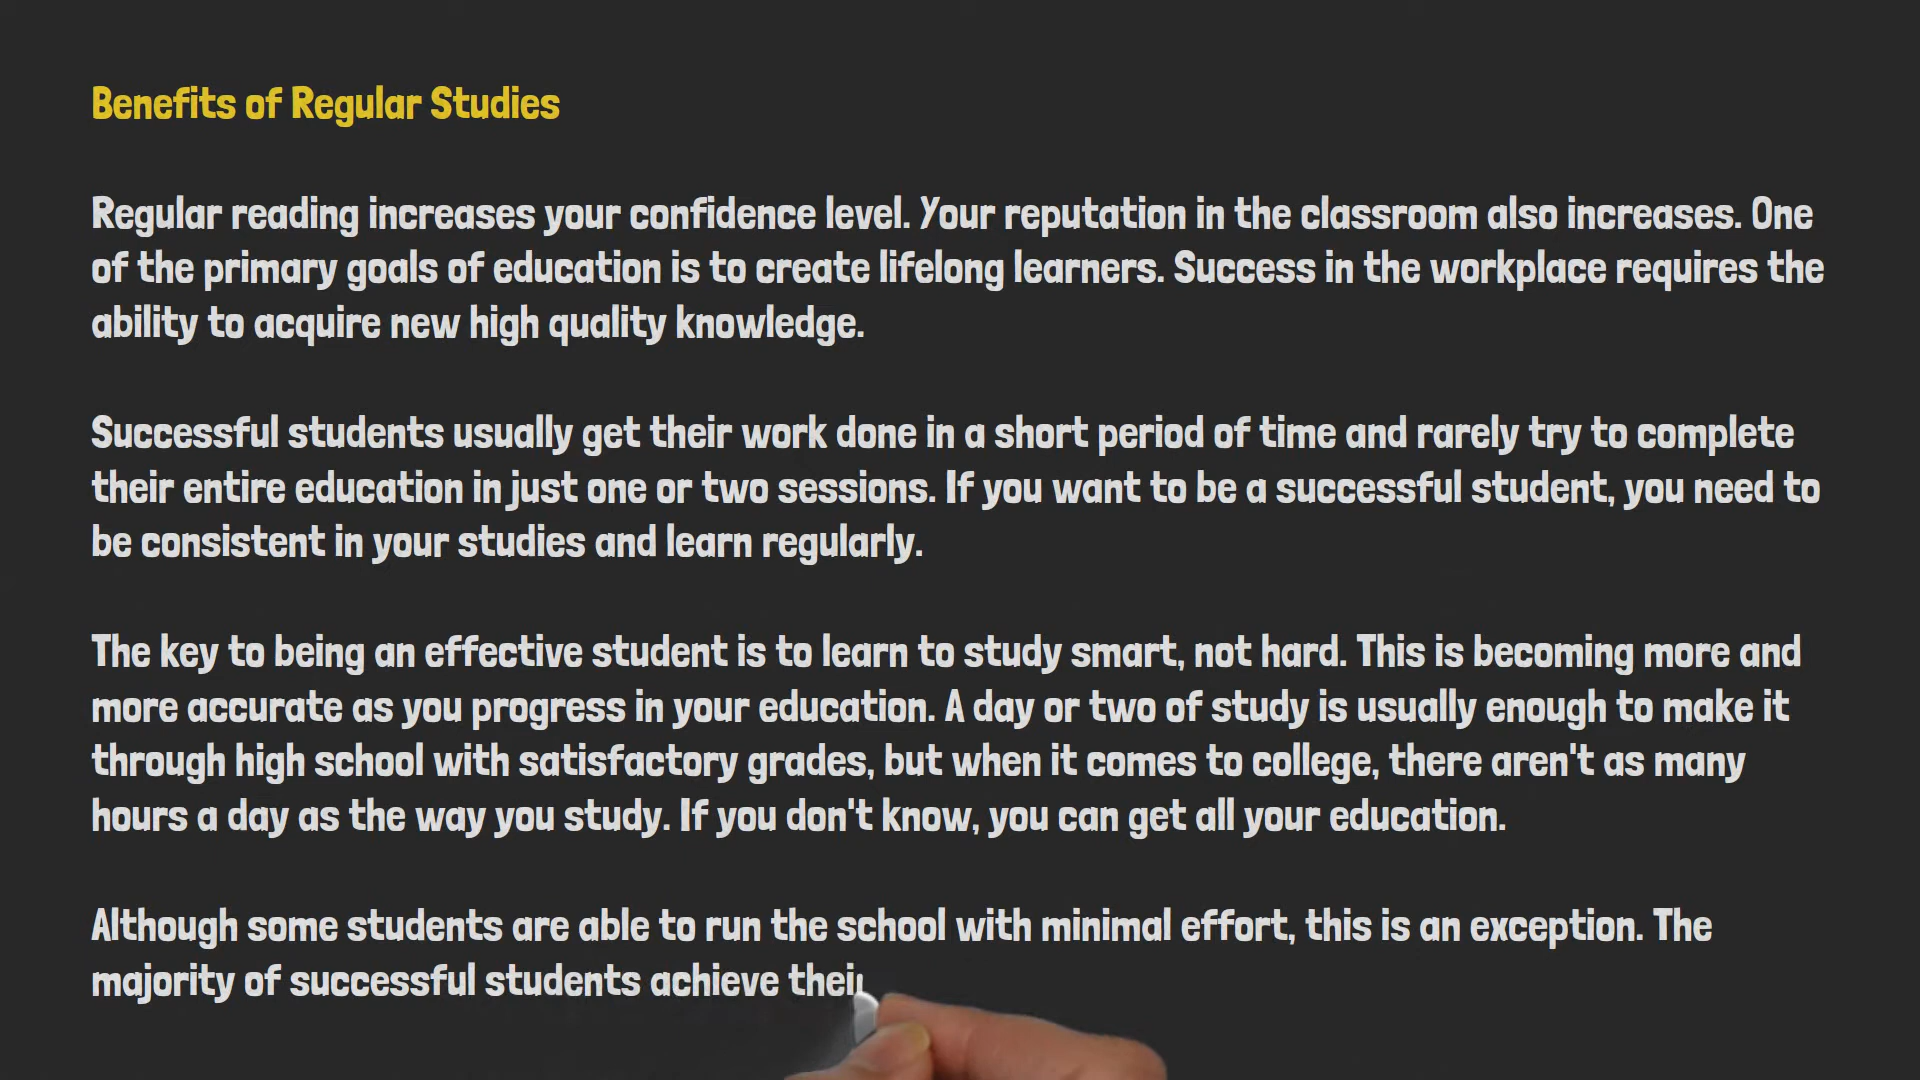 Benefits of Regular Studies
Regular reading increases your confidence level. Your reputation in the classroom also increases. One
of the primary goals of education is to create lifelong learners. Success in the workplace requires the
ability to acquire new high quality knowledge.
Successful students usually get their work done in a short period of time and rarely try to complete
their entire education in just one or two sessions. If you want to be a successful student, you need to
be consistent in your studies and learn regularly.
The key to being an effective student is to learn to study smart, not hard. This is becoming more and
more accurate as you progress in your education. A day or two of study is usually enough to make it
through high school with satisfactory grades, but when it comes to college, there aren't as many
hours a day as the way you study. If you don't know, you can get all your education.
Although some students are able to run the school with minimal effort, this is an exception. The
majority of successful students achieve